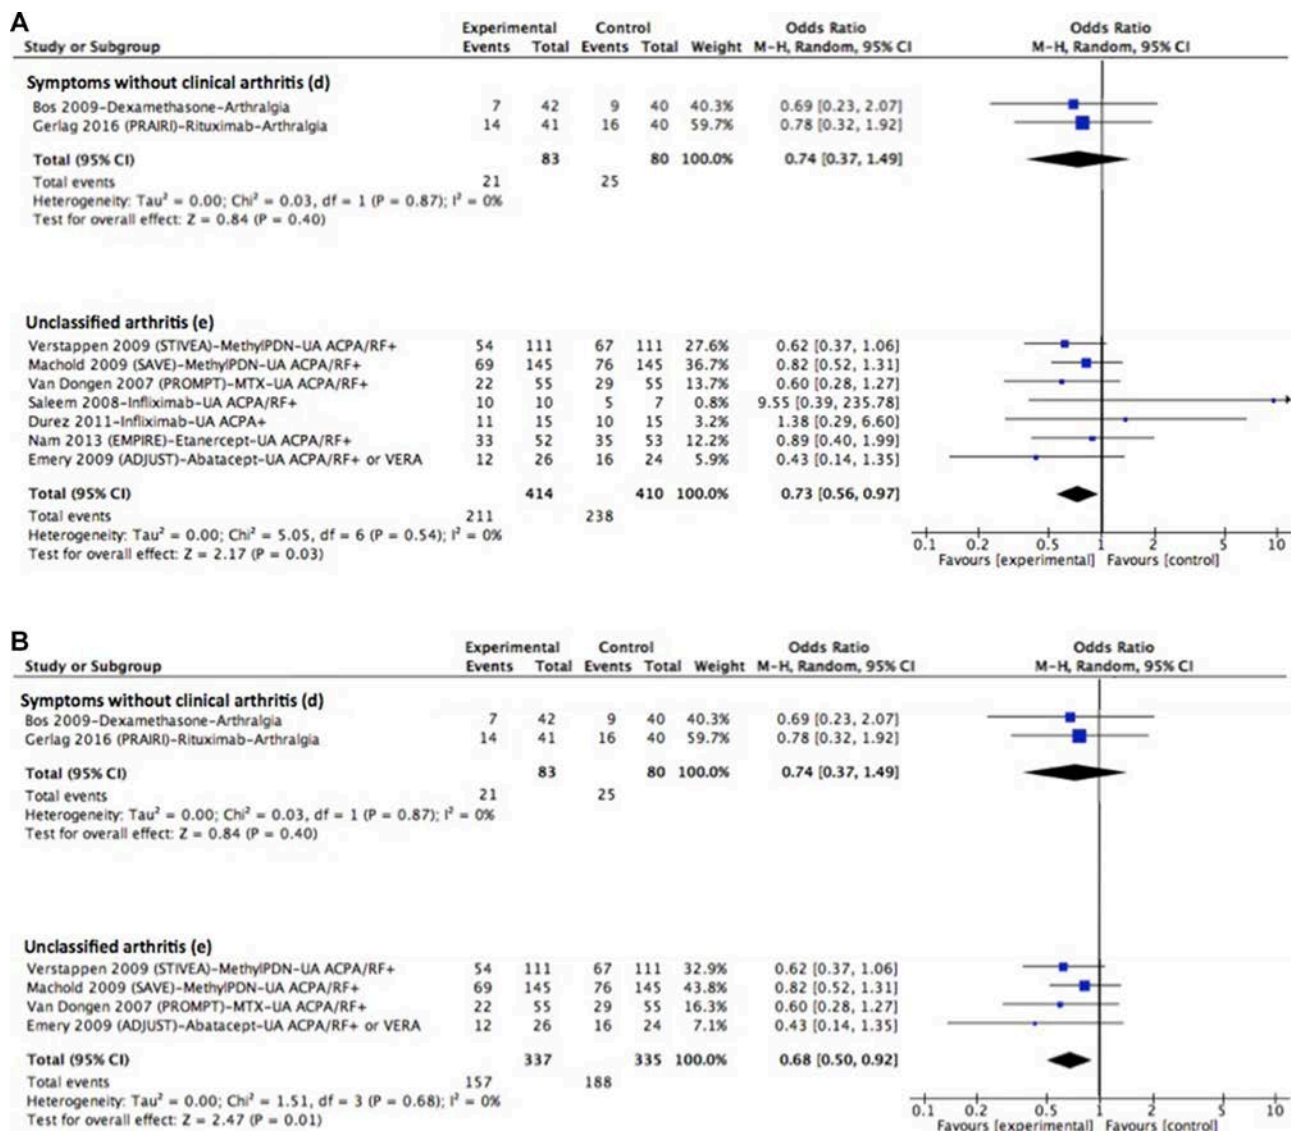 A
Experimental Control Odds Ratio Odds Ratio
Study or Subgroup Events Total Events Total Weight M-H, Random, 95% CI M-H, Random, 95% CI
Symptoms without clinical arthritis (d)
Bos 2009-Dexamethasone-Arthralgia 7 42 9 40 40.3% 0.69 [0.23, 2.07]
Gerlag 2016 (PRAIRI)-Rituximab-Arthralgia 14 41 16 40 59.7% 0.78 [0.32, 1.92]
Total (95% CI) 83 80 100.0% 0.74 [0.37, 1.49]
Total events 21 25
Heterogeneity: Tau² = 0.00; Chi² = 0.03, df = 1 (P = 0.87); I² = 0%
Test for overall effect: Z = 0.84 (P = 0.40)
Unclassified arthritis (e)
Verstappen 2009 (STIVEA)-MethylPDN-UA ACPA/RF+ 54 111 67 111 27.6% 0.62 [0.37, 1.06]
Machold 2009 (SAVE)-MethylPDN-UA ACPA/RF+ 69 145 76 145 36.7% 0.82 [0.52, 1.31]
Van Dongen 2007 (PROMPT)-MTX-UA ACPA/RF+ 22 55 29 55 13.7% 0.60 [0.28, 1.27]
Saleem 2008-Infliximab-UA ACPA/RF+ 10 10 5 7 0.8% 9.55 [0.39, 235.78]
Durez 2011-Infliximab-UA ACPA+ 11 15 10 15 3.2% 1.38 [0.29, 6.60]
Nam 2013 (EMPIRE)-Etanercept-UA ACPA/RF+ 33 52 35 53 12.2% 0.89 [0.40, 1.99]
Emery 2009 (ADJUST)-Abatacept-UA ACPA/RF+ or VERA 12 26 16 24 5.9% 0.43 [0.14, 1.35]
Total (95% CI) 414 410 100.0% 0.73 [0.56, 0.97]
Total events 211 238
Heterogeneity: Tau² = 0.00; Chi² = 5.05, df = 6 (P = 0.54); I² = 0%
Test for overall effect: Z = 2.17 (P = 0.03)
0.1 0.2 0.5 1 2 5 10
Favours [experimental] Favours [control]
B
Experimental Control Odds Ratio Odds Ratio
Study or Subgroup Events Total Events Total Weight M-H, Random, 95% CI M-H, Random, 95% CI
Symptoms without clinical arthritis (d)
Bos 2009-Dexamethasone-Arthralgia 7 42 9 40 40.3% 0.69 [0.23, 2.07]
Gerlag 2016 (PRAIRI)-Rituximab-Arthralgia 14 41 16 40 59.7% 0.78 [0.32, 1.92]
Total (95% CI) 83 80 100.0% 0.74 [0.37, 1.49]
Total events 21 25
Heterogeneity: Tau² = 0.00; Chi² = 0.03, df = 1 (P = 0.87); I² = 0%
Test for overall effect: Z = 0.84 (P = 0.40)
Unclassified arthritis (e)
Verstappen 2009 (STIVEA)-MethylPDN-UA ACPA/RF+ 54 111 67 111 32.9% 0.62 [0.37, 1.06]
Machold 2009 (SAVE)-MethylPDN-UA ACPA/RF+ 69 145 76 145 43.8% 0.82 [0.52, 1.31]
Van Dongen 2007 (PROMPT)-MTX-UA ACPA/RF+ 22 55 29 55 16.3% 0.60 [0.28, 1.27]
Emery 2009 (ADJUST)-Abatacept-UA ACPA/RF+ or VERA 12 26 16 24 7.1% 0.43 [0.14, 1.35]
Total (95% CI) 337 335 100.0% 0.68 [0.50, 0.92]
Total events 157 188
Heterogeneity: Tau² = 0.00; Chi² = 1.51, df = 3 (P = 0.68); I² = 0%
Test for overall effect: Z = 2.47 (P = 0.01)
0.1 0.2 0.5 1 2 5 10
Favours [experimental] Favours [control]